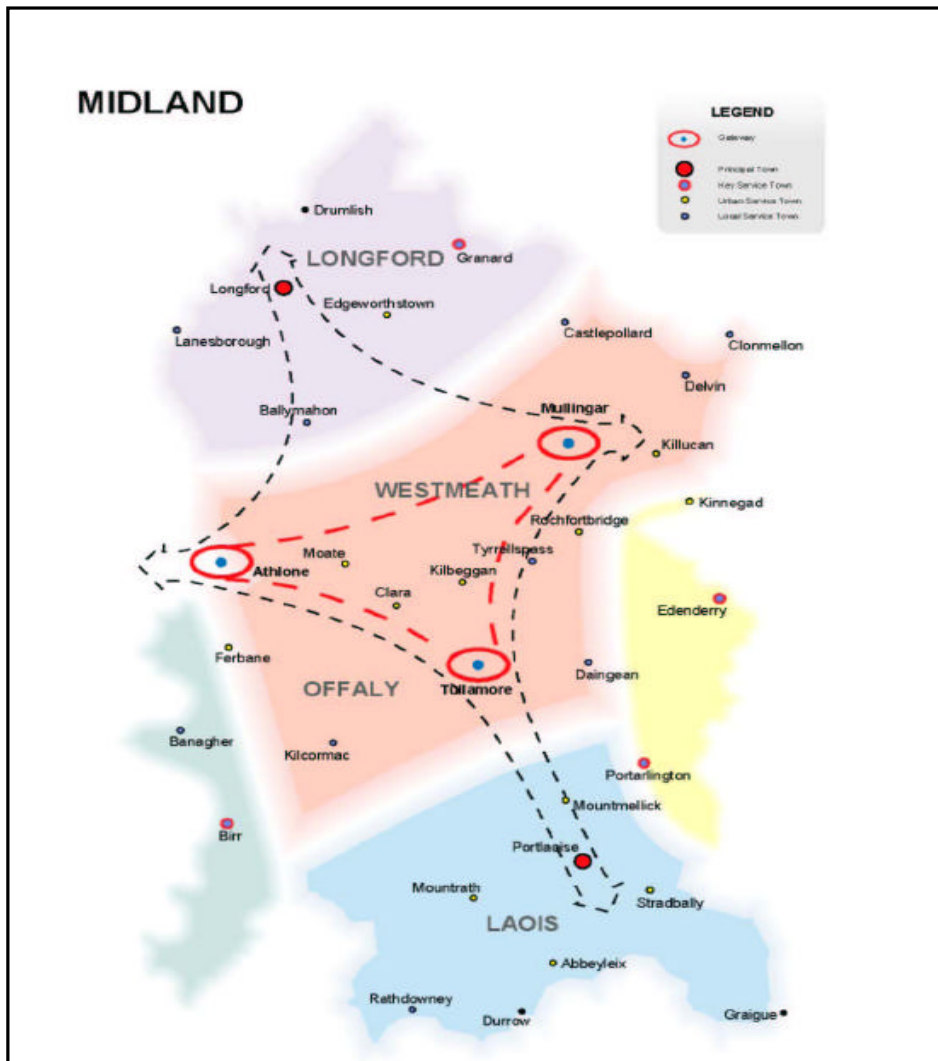 MIDLAND
LEGEND
Gateway
Principal Town
Key Service Town
Urban Service Town
Local Service Town
Drumlish
LONGFORD
Granard
Longford
Edgeworthstown
Castlepollard
Lanesborough
Clonmellon
Delvin
Ballymahon
Mullingar
Killucan
WESTMEATH
Kinnegad
Rochfortbridge
Moate
Tyrrellspass
Athlone
Kilbeggan
Clara
Edenderry
Ferbane
Daingean
OFFALY
Tullamore
Banagher
Kilcormac
Portarlington
Mountmellick
Birr
Portlaoise
Mountrath
Stradbally
LAOIS
Abbeyleix
Rathdowney
Durrow
Graigue